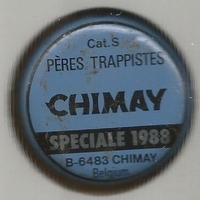 Cat.S
PÈRES TRAPPISTES
CHIMAY
SPECIALE 1988
B-6483 CHIMAY
Belgium